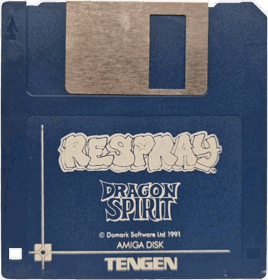 RESPRAY
DRAGON
SPIRIT
© Domark Software Ltd 1991
AMIGA DISK
TENGEN